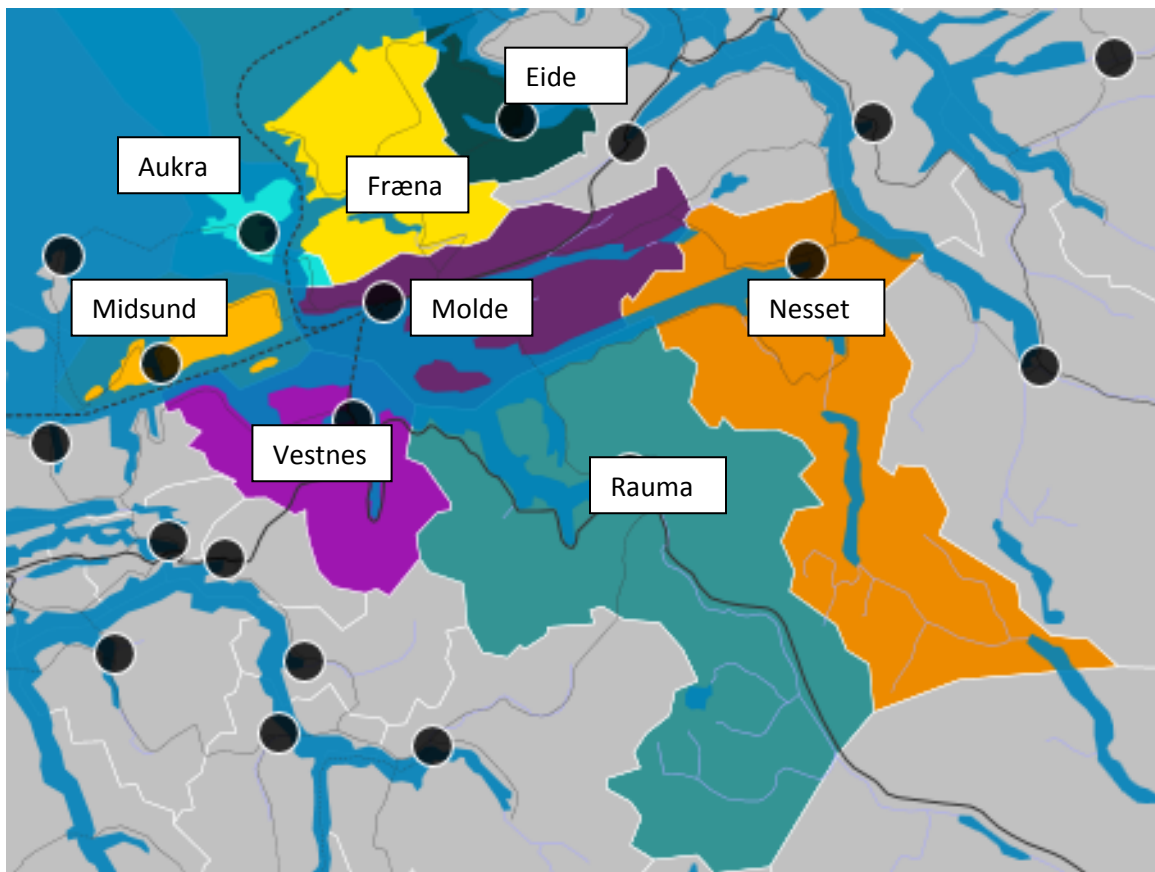 Eide
Aukra
Fræna
Midsund
Molde
Nesset
Vestnes
Rauma